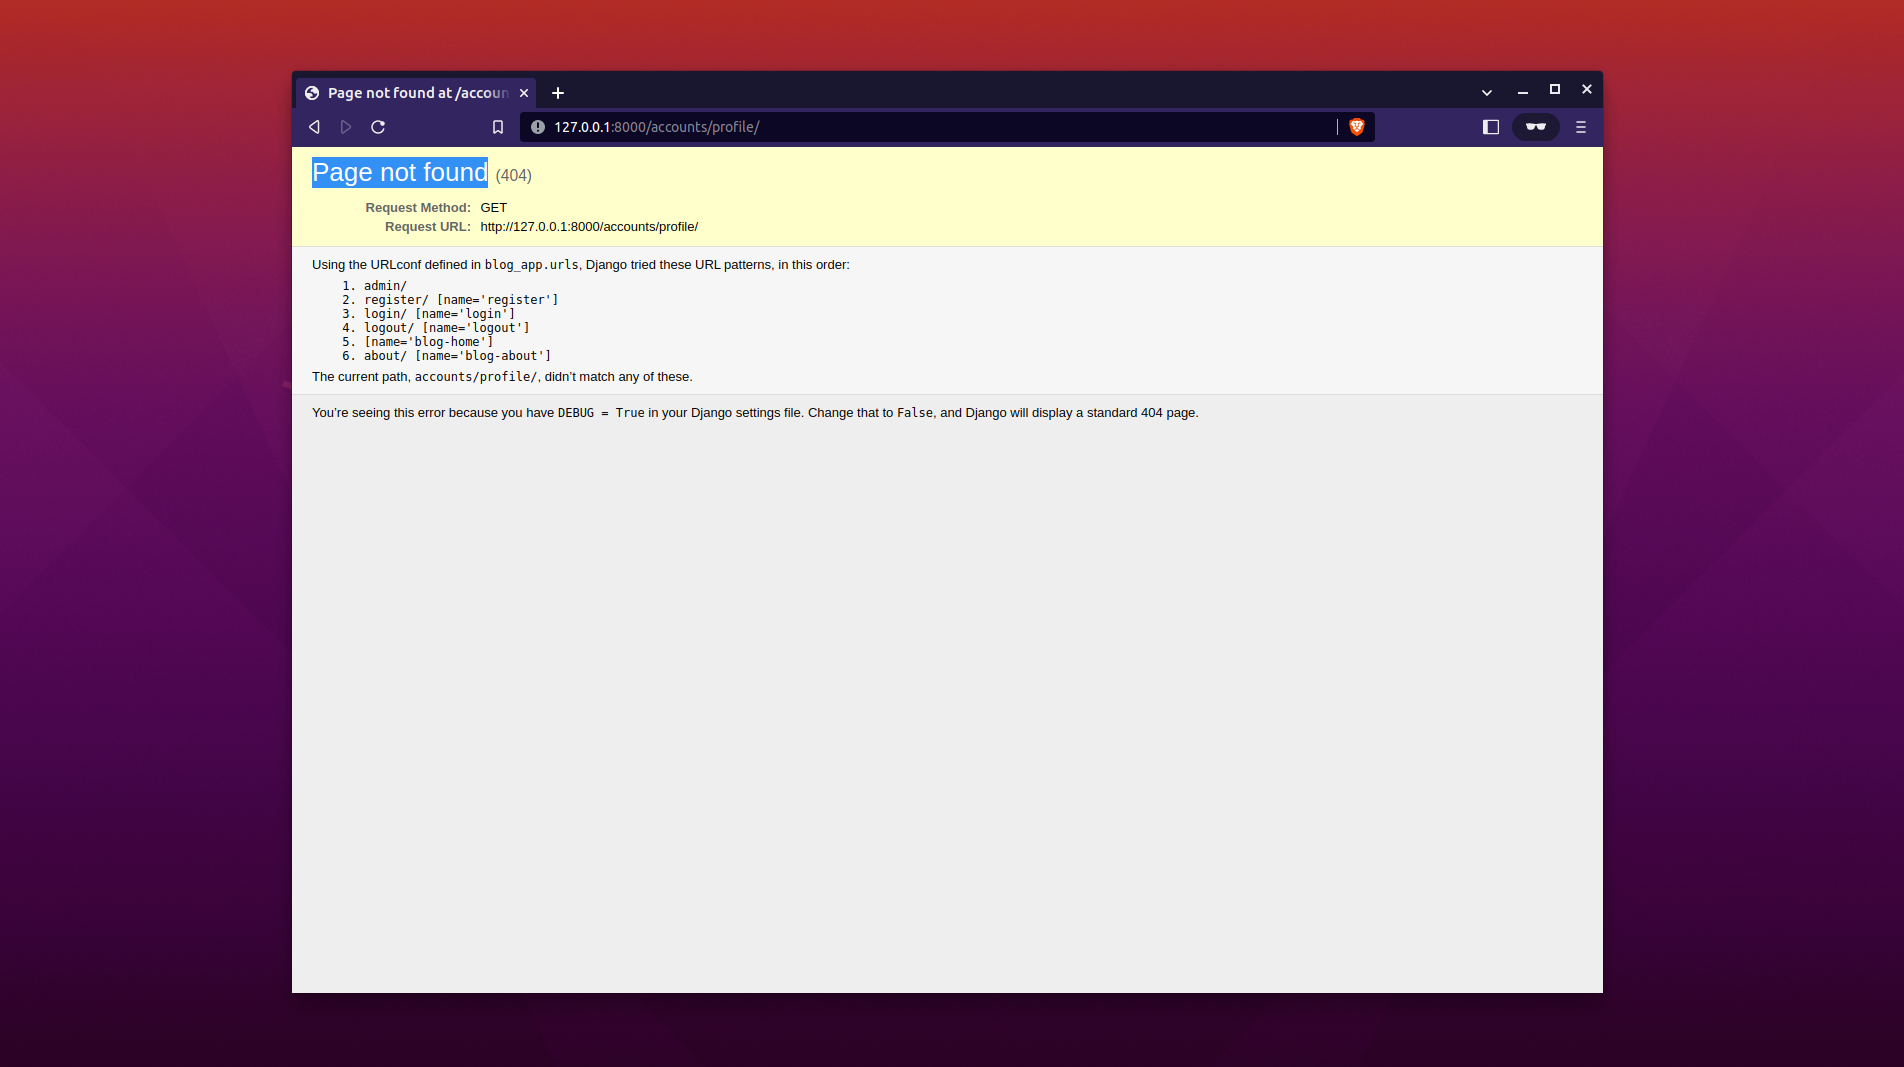 Page not found at /accoun
127.0.0.1:8000/accounts/profile/
Page not found (404)
Request Method: GET
Request URL: http://127.0.0.1:8000/accounts/profile/
Using the URLconf defined in blog_app.urls, Django tried these URL patterns, in this order:
1. admin/
2. register/ [name='register']
3. login/ [name='login']
4. logout/ [name='logout']
5. [name='blog-home']
6. about/ [name='blog-about']
The current path, accounts/profile/, didn’t match any of these.
You’re seeing this error because you have DEBUG = True in your Django settings file. Change that to False, and Django will display a standard 404 page.